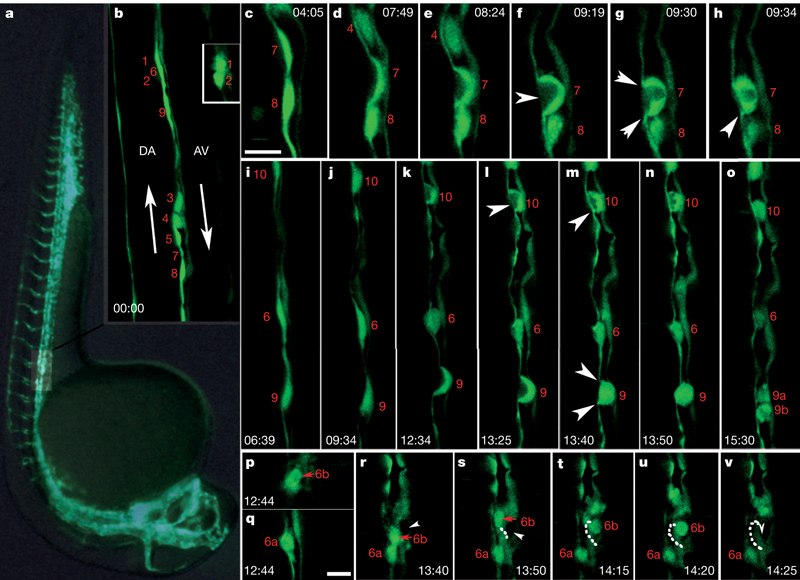 a
b
1
6
2
9
1
2
DA
AV
3
4
5
7
8
00:00
c
04:05
7
8
d
07:49
4
7
8
e
08:24
4
7
8
f
09:19
7
8
g
09:30
7
8
h
09:34
7
8
i
10
6
9
06:39
j
10
6
9
09:34
k
10
6
9
12:34
l
10
6
9
13:25
m
10
6
9
13:40
n
10
6
9
13:50
o
10
6
9a
9b
15:30
p
6b
12:44
q
6a
12:44
r
6b
6a
13:40
s
6b
6a
13:50
t
6b
6a
14:15
u
6b
6a
14:20
v
6a
14:25